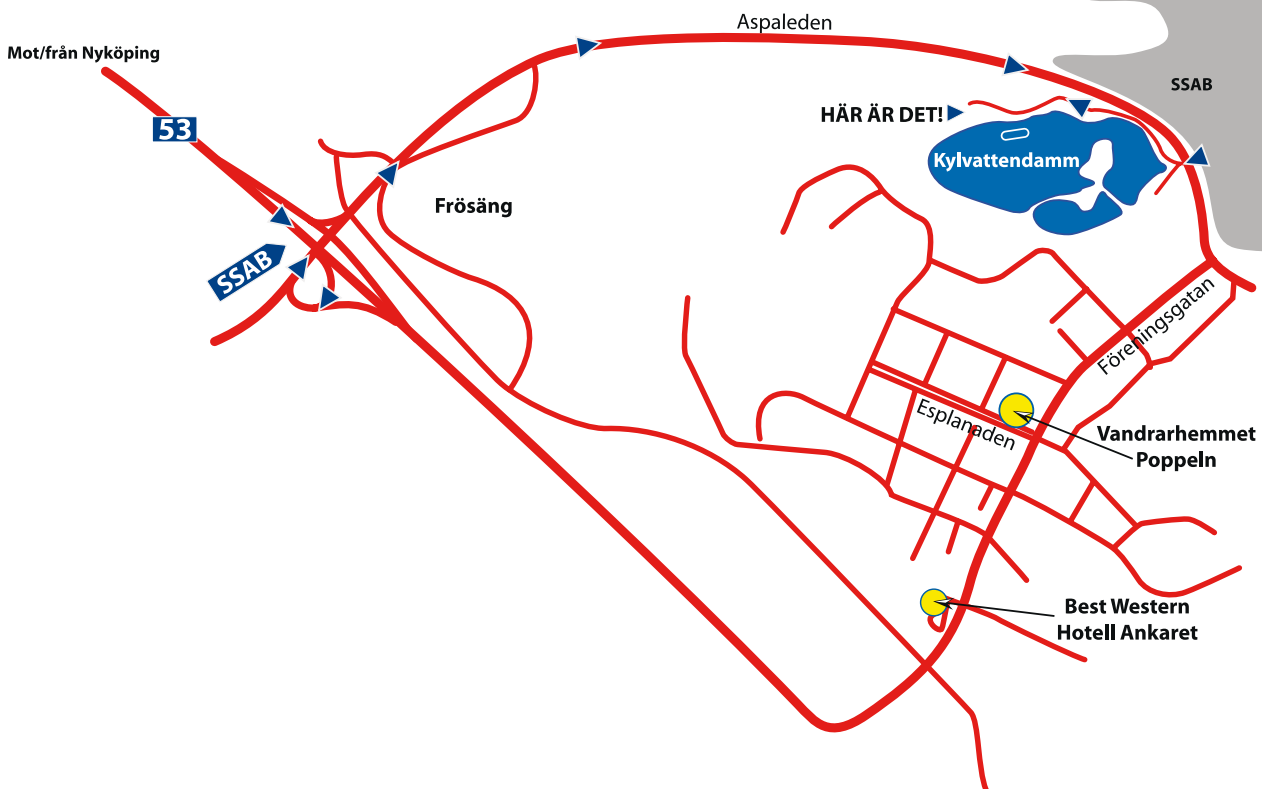 Aspaleden
Mot/från Nyköping
SSAB
HÄR ÄR DET!
53
Kylvattendamm
Frösäng
SSAB
Föreningsgatan
Esplanaden
Vandrarhemmet
Poppeln
Best Western
Hotell Ankaret